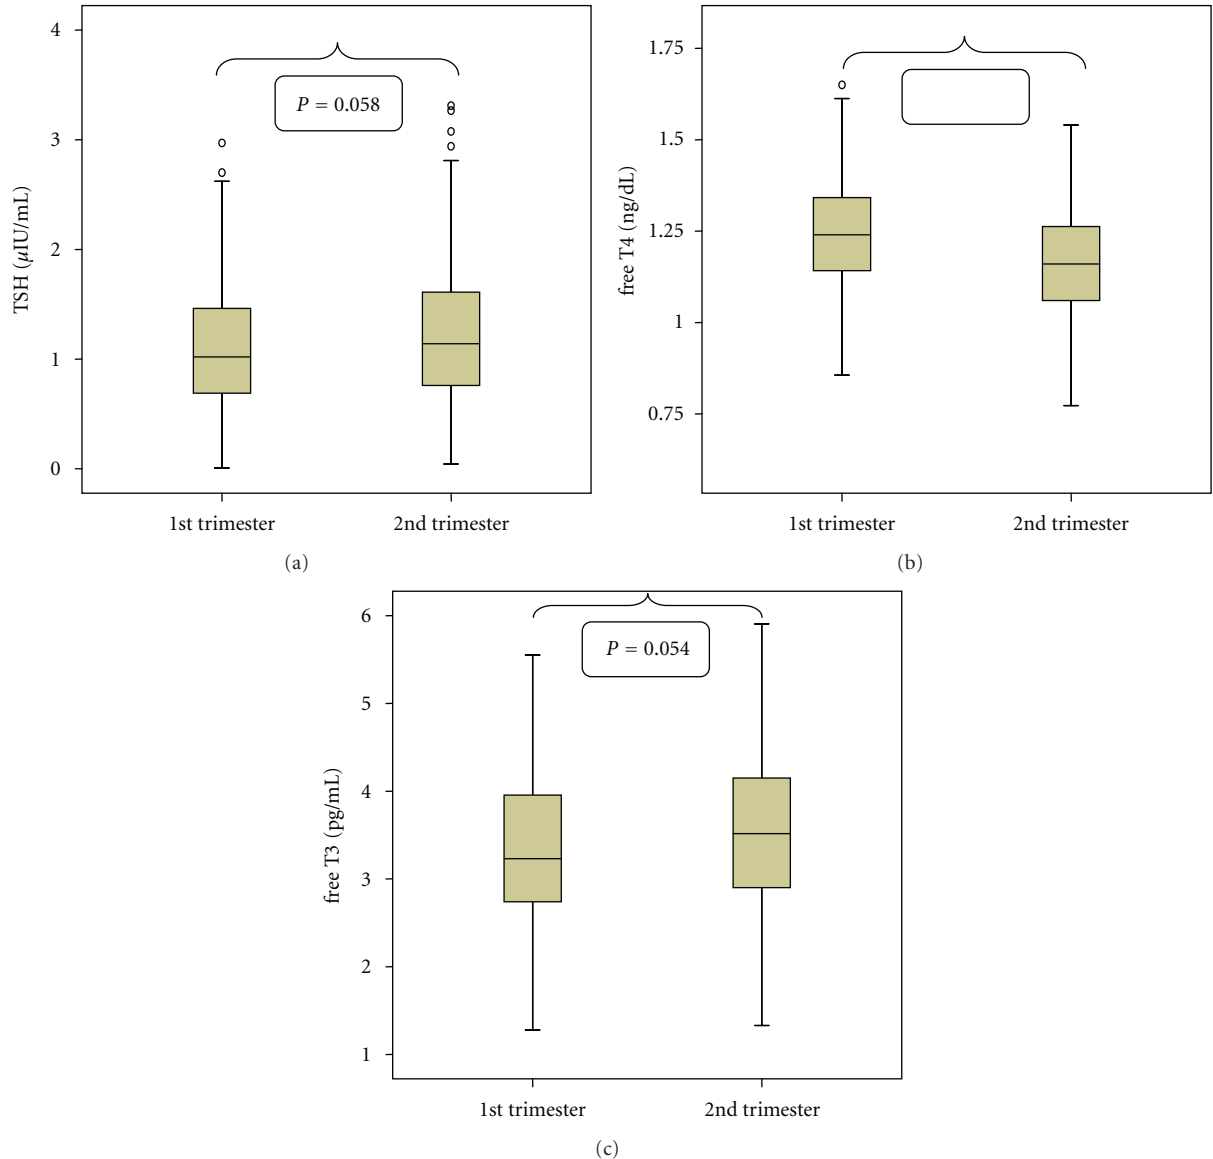 4
3
2
1
0
TSH (μIU/mL)
P = 0.058
1st trimester
2nd trimester
(a)
1.75
1.5
1.25
1
0.75
free T4 (ng/dL)
1st trimester
2nd trimester
(b)
6
5
4
3
2
1
free T3 (pg/mL)
P = 0.054
1st trimester
2nd trimester
(c)